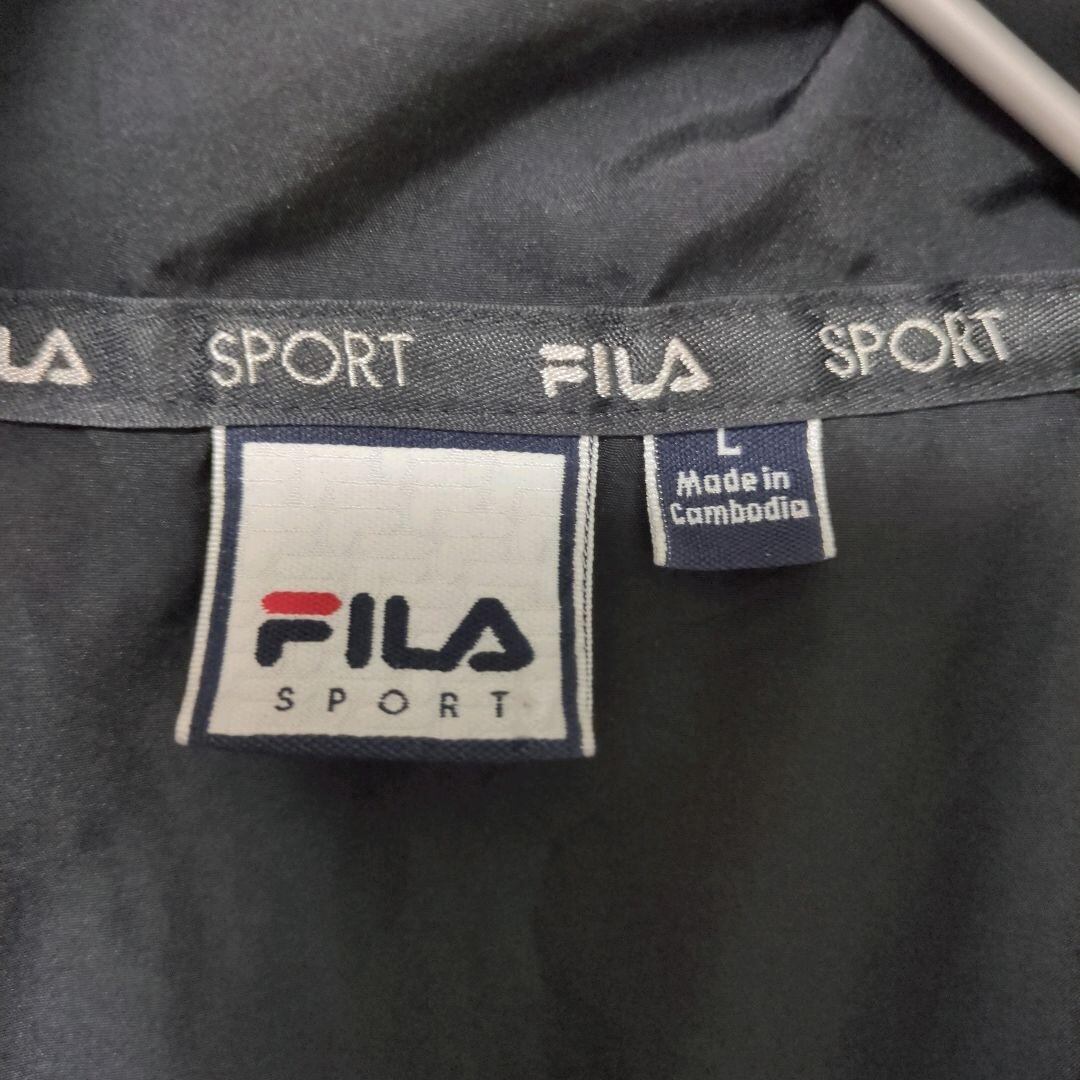 FILA SPORT FILA SPORT
L
Made in
Cambodia
FILA
SPORT